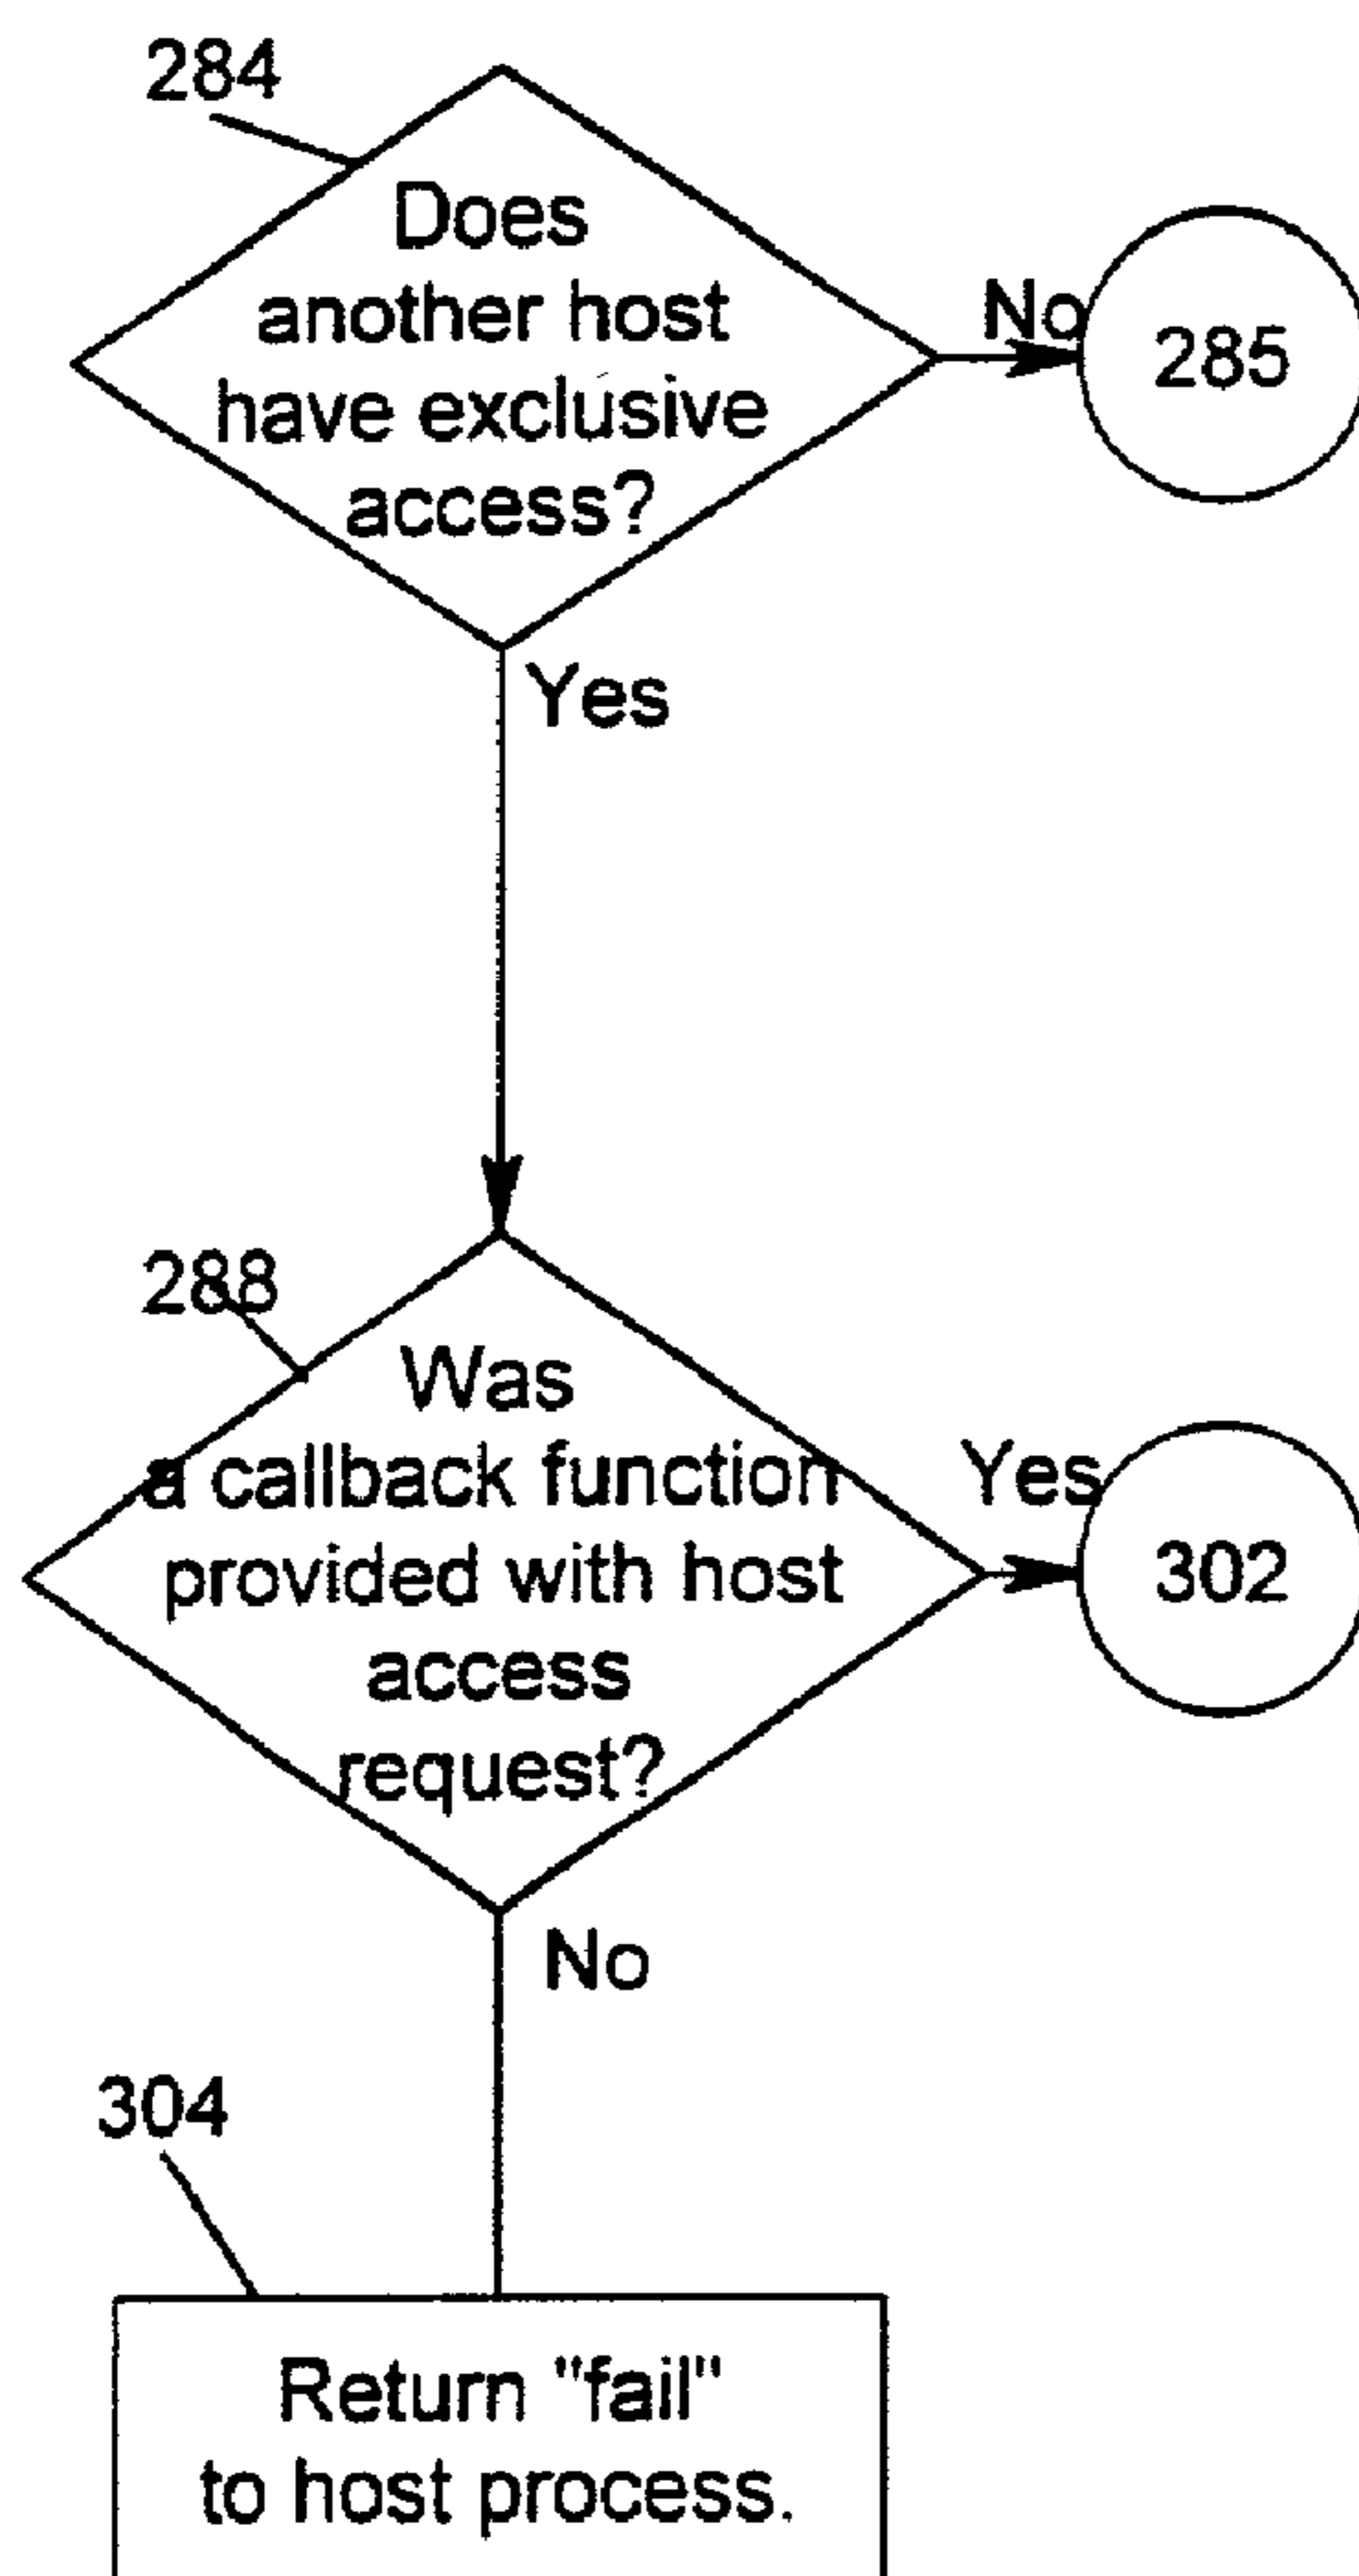 284
Does
another host
have exclusive
access?
No
285
Yes
288
Was
a callback function
provided with host
access
request?
Yes
302
No
304
Return "fail"
to host process.